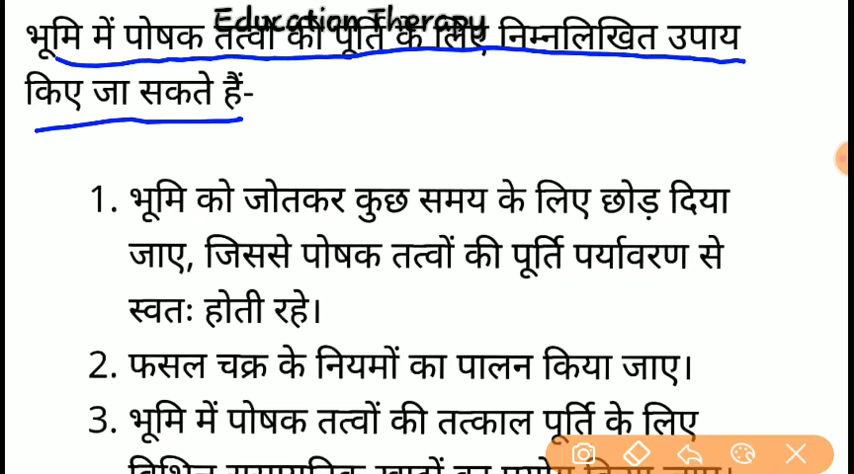 Education Therapy
भूमि में पोषक तत्वों की पूर्ति के लिए निम्नलिखित उपाय
किए जा सकते हैं-
1. भूमि को जोतकर कुछ समय के लिए छोड़ दिया
जाए, जिससे पोषक तत्वों की पूर्ति पर्यावरण से
स्वतः होती रहे।
2. फसल चक्र के नियमों का पालन किया जाए।
3. भूमि में पोषक तत्वों की तत्काल पूर्ति के लिए